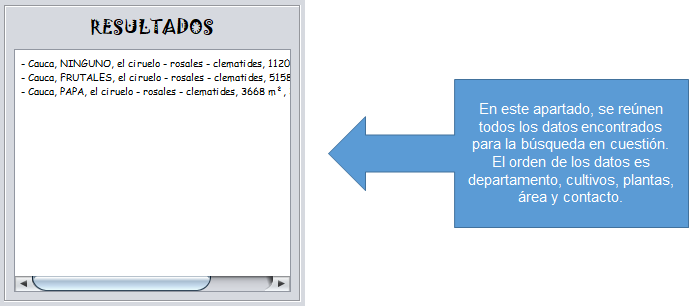 RESULTADOS
- Cauca, NINGUNO, el ciruelo - rosales - clematides, 1120
- Cauca, FRUTALES, el ciruelo - rosales - clematides, 5158
- Cauca, PAPA, el ciruelo - rosales - clematides, 3668 m²,
En este apartado, se reúnen
todos los datos encontrados
para la búsqueda en cuestión.
El orden de los datos es
departamento, cultivos, plantas,
área y contacto.